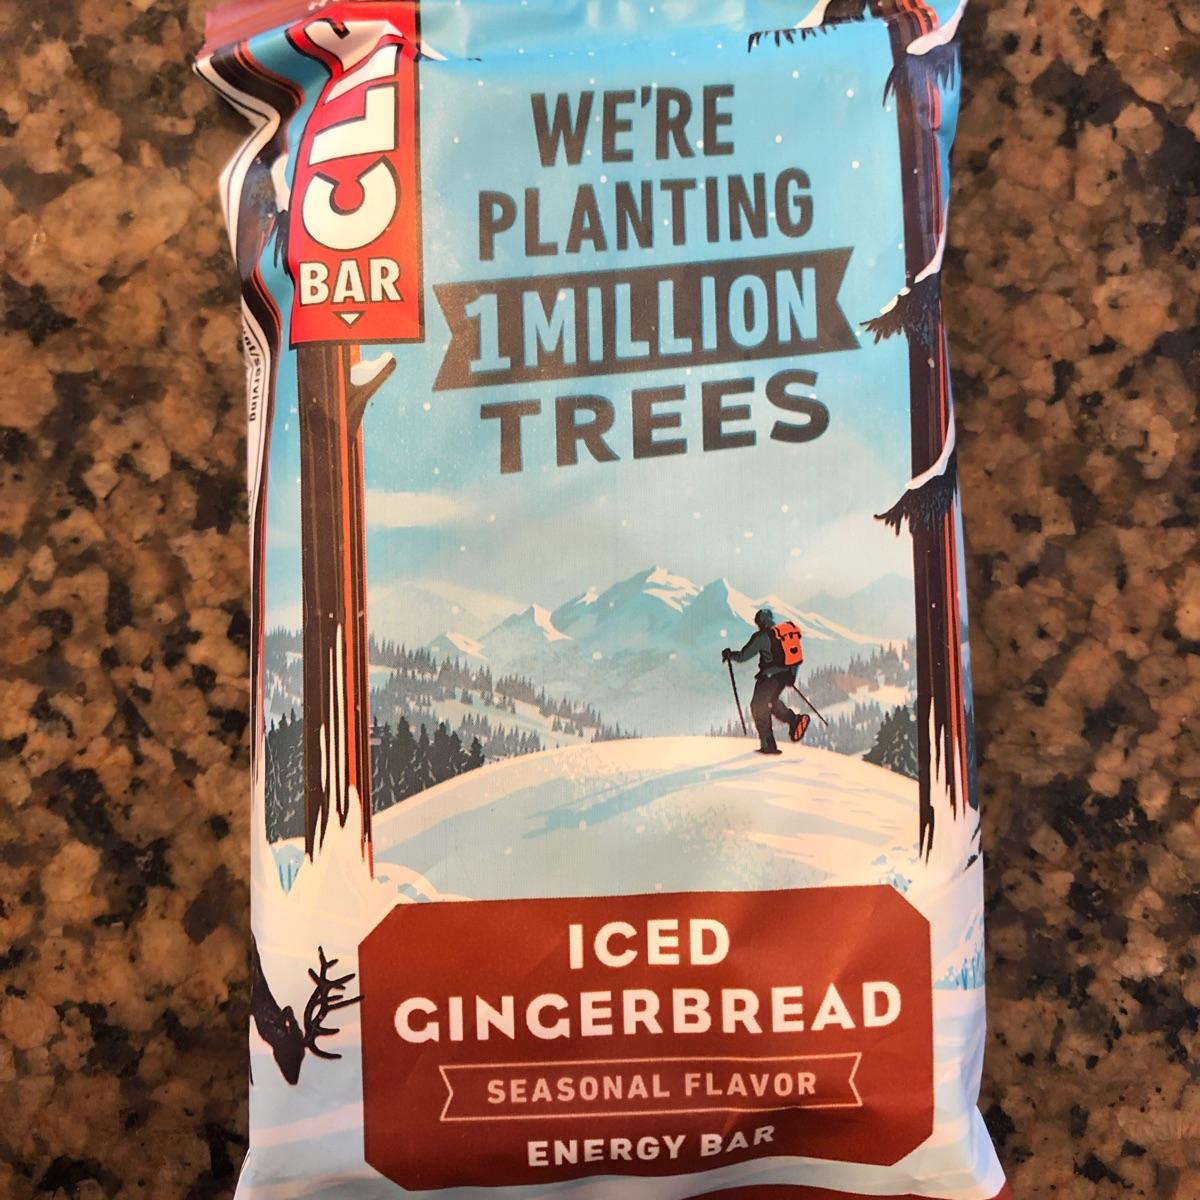 CLIF
BAR
WE'RE
PLANTING
1 MILLION
TREES
ICED
GINGERBREAD
SEASONAL FLAVOR
ENERGY BAR